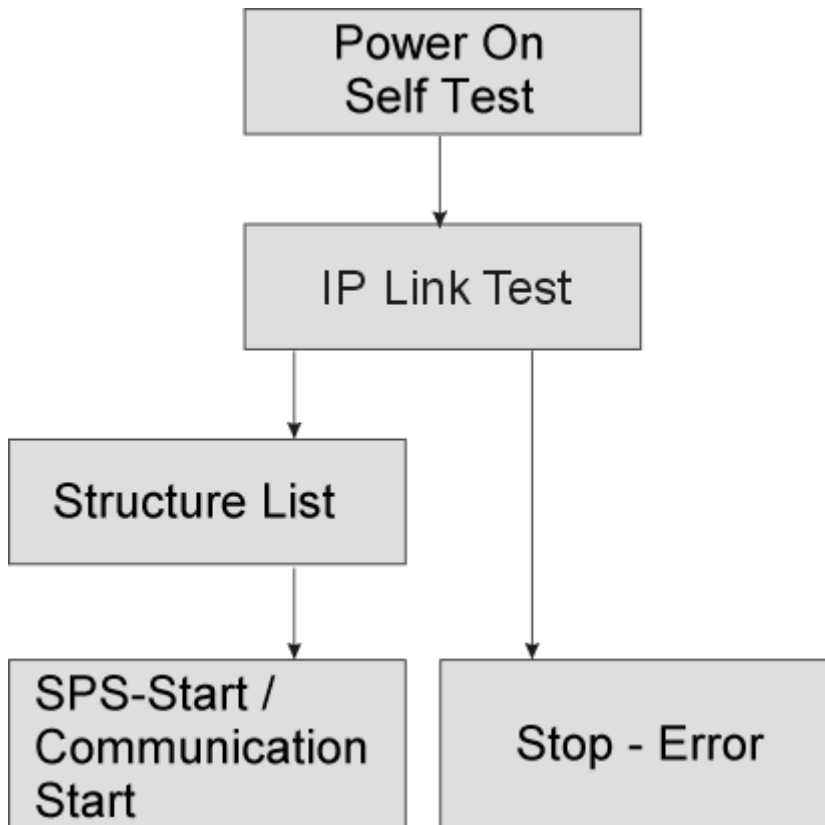 Power On
Self Test
IP Link Test
Structure List
SPS-Start /
Communication
Start
Stop - Error